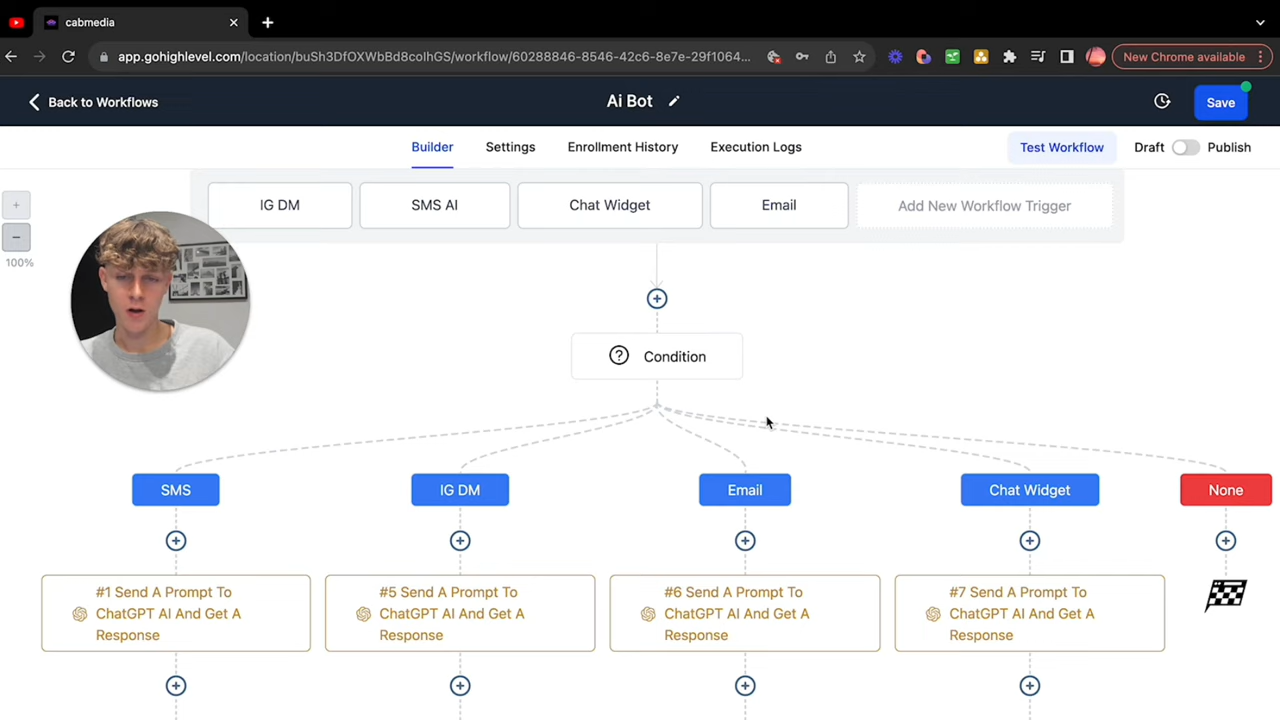 cabmedia
app.gohighlevel.com/location/buSh3DfOXWbBd8colhGS/workflow/60288846-8546-42c6-8e7e-29f1064...
New Chrome available
Back to Workflows
Ai Bot
Save
Builder
Settings
Enrollment History
Execution Logs
Test Workflow
Draft
Publish
IG DM
SMS AI
Chat Widget
Email
Add New Workflow Trigger
100%
Condition
SMS
IG DM
Email
Chat Widget
None
#1 Send A Prompt To
ChatGPT AI And Get A
Response
#5 Send A Prompt To
ChatGPT AI And Get A
Response
#6 Send A Prompt To
ChatGPT AI And Get A
Response
#7 Send A Prompt To
ChatGPT AI And Get A
Response